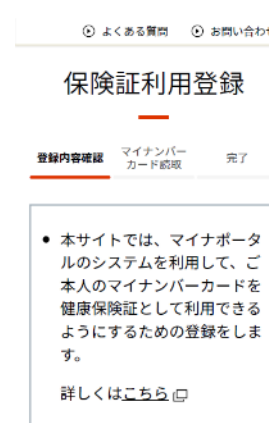 よくある質問 お問い合わせ
保険証利用登録
登録内容確認 マイナンバー
カード読取 完了
• 本サイトでは、マイナポータ
ルのシステムを利用して、ご
本人のマイナンバーカードを
健康保険証として利用できる
ようにするための登録をしま
す。
詳しくはこちら